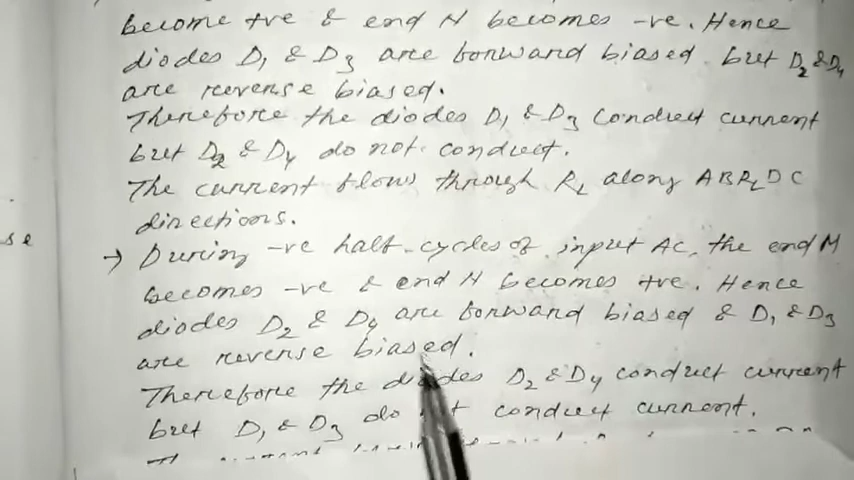 become +ve & end N becomes -ve. Hence
diodes D1 & D3 are forward biased but D2 & D4
are reverse biased.
Therefore the diodes D1 & D3 conduct current
but D2 & D4 do not conduct.
The current flows through RL along ABRLDC
directions.
se
→ During -ve half-cycles of input AC, the end M
becomes -ve & end N becomes +ve. Hence
diodes D2 & D4 are forward biased & D1 & D3
are reverse biased.
Therefore the diodes D2 & D4 conduct current
but D1 & D3 do conduct current.